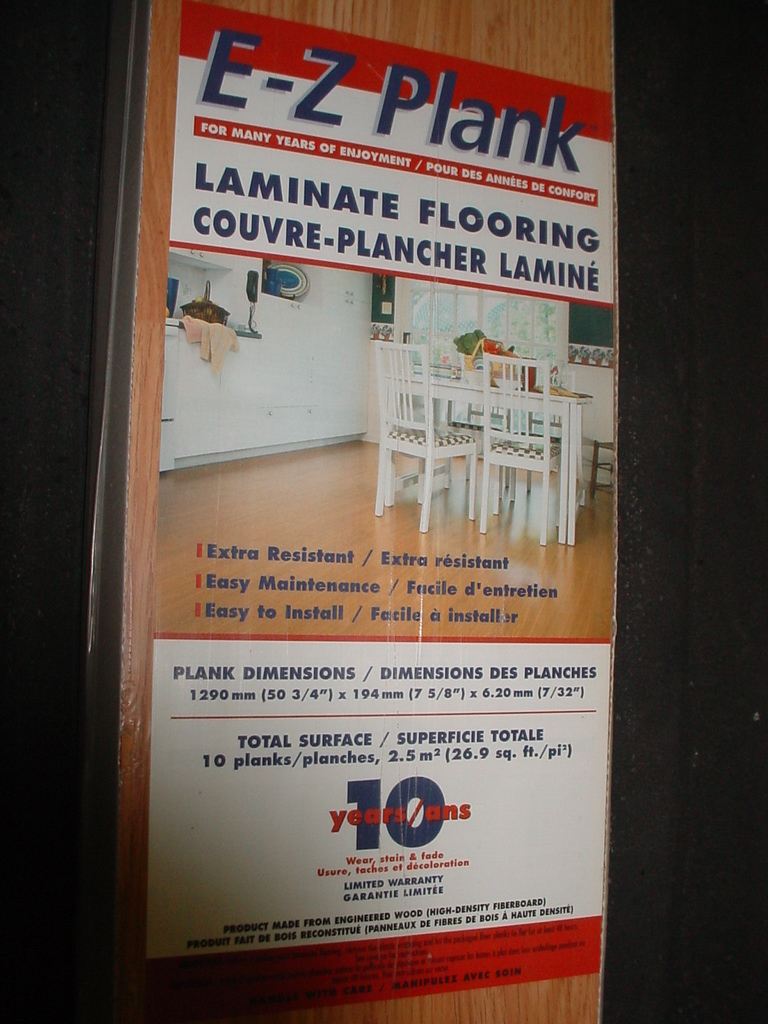 E-Z Plank
FOR MANY YEARS OF ENJOYMENT / POUR DES ANNÉES DE CONFORT
LAMINATE FLOORING
COUVRE-PLANCHER LAMINÉ
Extra Resistant / Extra résistant
Easy Maintenance / Facile d'entretien
Easy to Install / Facile à installer
PLANK DIMENSIONS / DIMENSIONS DES PLANCHES
1290 mm (50 3/4") x 194 mm (7 5/8") x 6.20 mm (7/32")
TOTAL SURFACE / SUPERFICIE TOTALE
10 planks/planches, 2.5 m² (26.9 sq. ft./pi²)
10
years/ans
Wear, stain & fade
Usure, taches et décoloration
LIMITED WARRANTY
GARANTIE LIMITÉE
PRODUCT MADE FROM ENGINEERED WOOD (HIGH-DENSITY FIBERBOARD)
PRODUIT FAIT DE BOIS RECONSTITUÉ (PANNEAUX DE FIBRES DE BOIS À HAUTE DENSITÉ)
HANDLE WITH CARE / MANIPULEZ AVEC SOIN